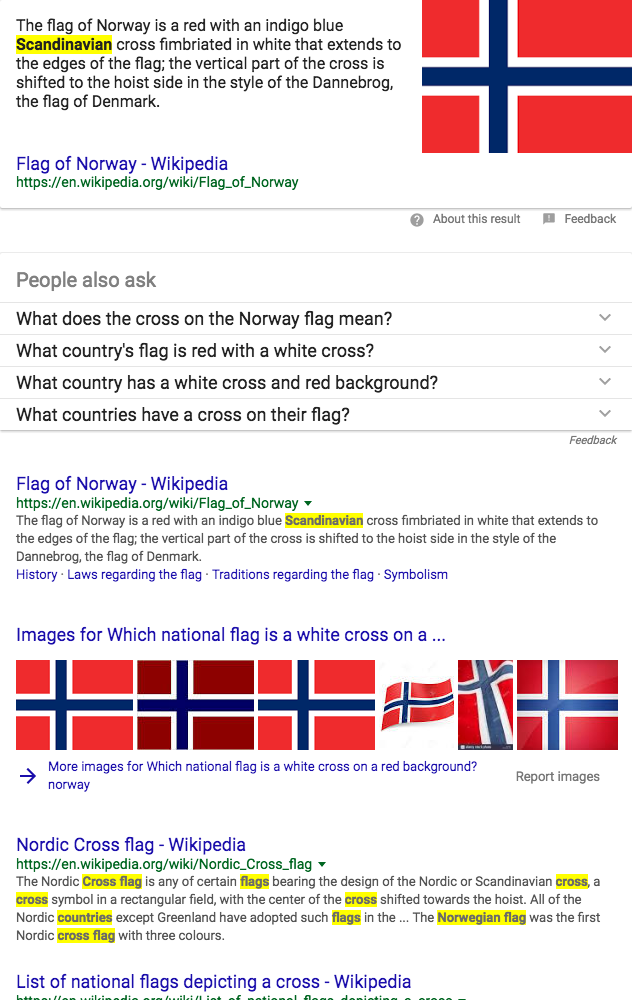 The flag of Norway is a red with an indigo blue
Scandinavian cross fimbriated in white that extends to
the edges of the flag; the vertical part of the cross is
shifted to the hoist side in the style of the Dannebrog,
the flag of Denmark.
Flag of Norway - Wikipedia
https://en.wikipedia.org/wiki/Flag_of_Norway
About this result
Feedback
People also ask
What does the cross on the Norway flag mean?
What country's flag is red with a white cross?
What country has a white cross and red background?
What countries have a cross on their flag?
Feedback
Flag of Norway - Wikipedia
https://en.wikipedia.org/wiki/Flag_of_Norway
The flag of Norway is a red with an indigo blue Scandinavian cross fimbriated in white that extends to
the edges of the flag; the vertical part of the cross is shifted to the hoist side in the style of the
Dannebrog, the flag of Denmark.
History · Laws regarding the flag · Traditions regarding the flag · Symbolism
Images for Which national flag is a white cross on a ...
More images for Which national flag is a white cross on a red background?
norway
Report images
Nordic Cross flag - Wikipedia
https://en.wikipedia.org/wiki/Nordic_Cross_flag
The Nordic Cross flag is any of certain flags bearing the design of the Nordic or Scandinavian cross, a
cross symbol in a rectangular field, with the center of the cross shifted towards the hoist. All of the
Nordic countries except Greenland have adopted such flags in the ... The Norwegian flag was the first
Nordic cross flag with three colours.
List of national flags depicting a cross - Wikipedia